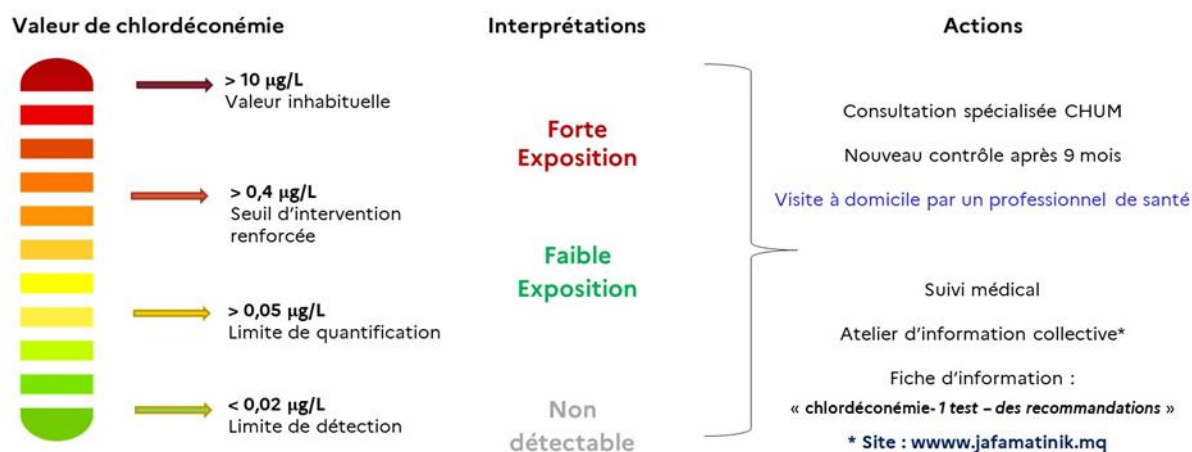 Valeur de chlordéconémie
Interprétations
Actions
> 10 µg/L
Valeur inhabituelle
> 0,4 µg/L
Seuil d’intervention
renforcée
> 0,05 µg/L
Limite de quantification
< 0,02 µg/L
Limite de détection
Forte
Exposition
Faible
Exposition
Non
détectable
Consultation spécialisée CHUM
Nouveau contrôle après 9 mois
Visite à domicile par un professionnel de santé
Suivi médical
Atelier d’information collective*
Fiche d’information :
« chlordéconémie-1 test – des recommandations »
* Site : wwww.jafamatinik.mq